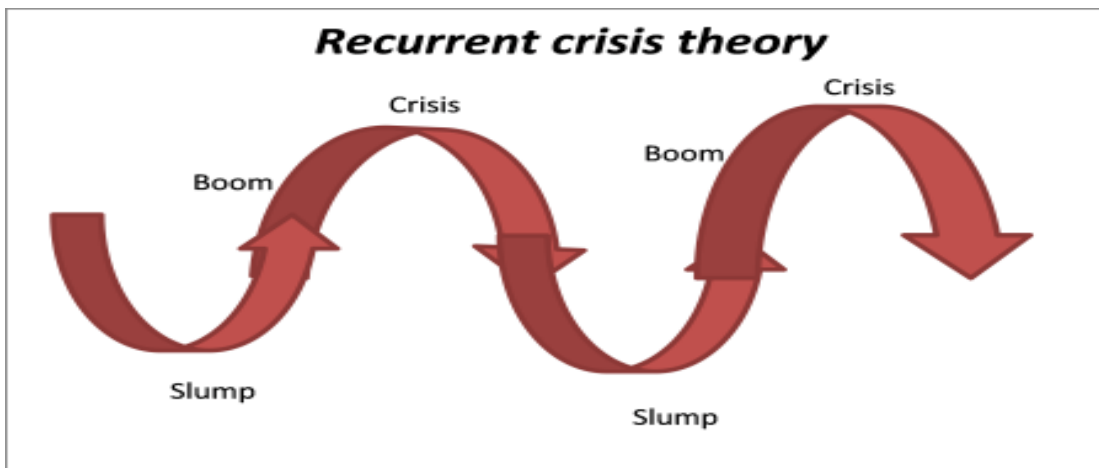 Recurrent crisis theory
Crisis
Crisis
Boom
Boom
Slump
Slump